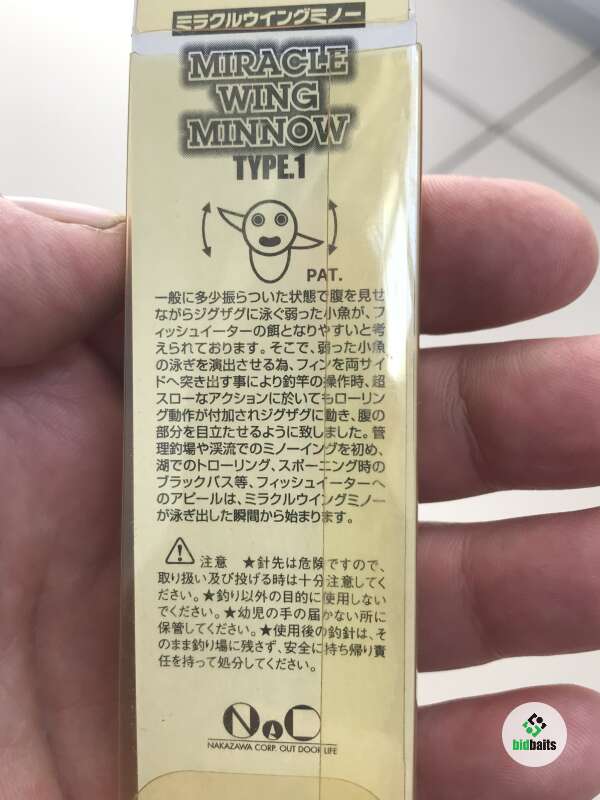 ミラクルウイングミノー
MIRACLE
WING
MINNOW
TYPE.1
PAT.
一般に多少振らついた状態で腹を見せ
ながらジグザグに泳ぐ弱った小魚が、フ
ィッシュイーターの餌となりやすいと考
えられております。そこで、弱った小魚
の泳ぎを演出させる為、フィンを両サイ
ドへ突き出す事により釣竿の操作時、超
スローなアクションに於いてもローリン
グ動作が付加されジグザグに動き、腹の
部分を目立たせるように致しました。管
理釣場や渓流でのミノーイングを初め、
湖でのトローリング、スポーニング時の
ブラックバス等、フィッシュイーターへ
のアピールは、ミラクルウイングミノー
が泳ぎ出した瞬間から始まります。
注意 ★針先は危険ですので、
取り扱い及び投げる時は十分注意してく
ださい。★釣り以外の目的に使用しない
でください。★幼児の手の届かない所に
保管してください。★使用後の釣針は、そ
のまま釣り場に残さず、安全に持ち帰り責
任を持って処分してください。
NAC
NAKAZAWA CORP. OUT DOOR LIFE
bidbaits